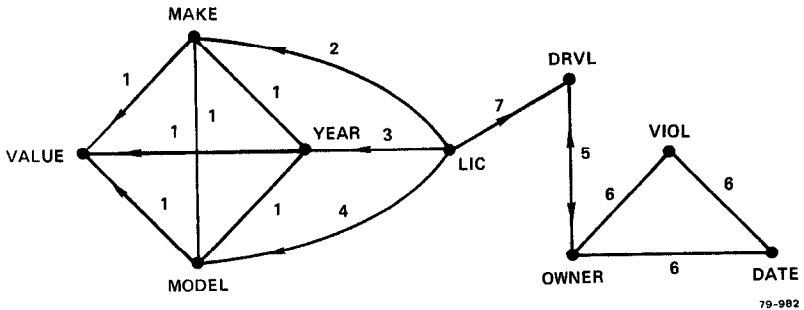 MAKE
2
DRVL
1
1
1
7
VIOL
1
YEAR
3
VALUE
LIC
5
6
6
1
1
4
OWNER
6
DATE
MODEL
79-982